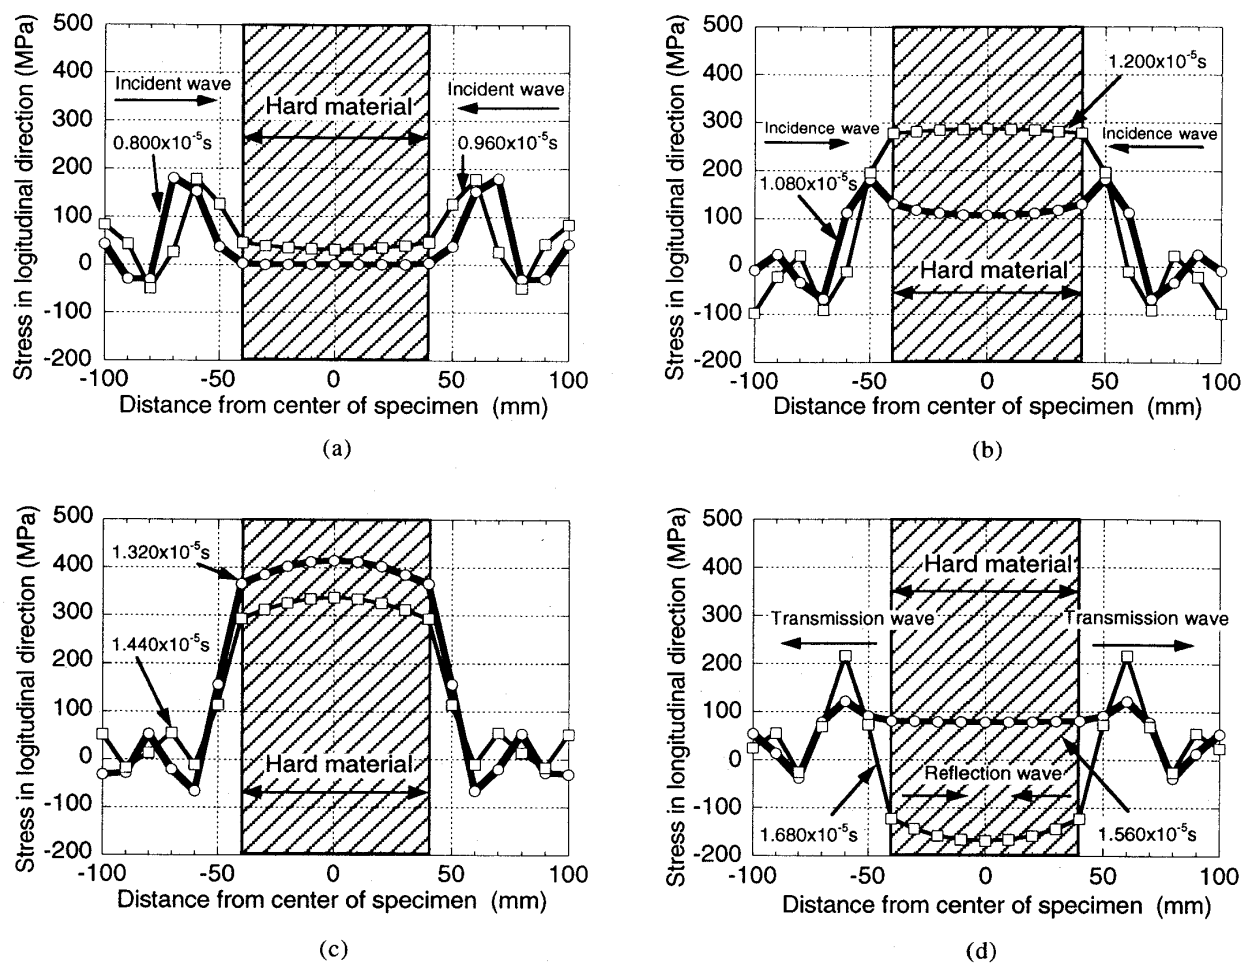 Stress in logitudinal direction (MPa)
500
400
300
200
100
0
-100
-200
Incident wave
Incident wave
Hard material
0.800x10⁻⁵s
0.960x10⁻⁵s
-100
-50
0
50
100
Distance from center of specimen (mm)
(a)
Stress in logitudinal direction (MPa)
500
400
300
200
100
0
-100
-200
1.200x10⁻⁵s
Incidence wave
Incidence wave
1.080x10⁻⁵s
Hard material
-100
-50
0
50
100
Distance from center of specimen (mm)
(b)
Stress in logitudinal direction (MPa)
500
400
300
200
100
0
-100
-200
1.320x10⁻⁵s
1.440x10⁻⁵s
Hard material
-100
-50
0
50
100
Distance from center of specimen (mm)
(c)
Stress in longitudinal direction (MPa)
500
400
300
200
100
0
-100
-200
Hard material
Transmission wave
Transmission wave
Reflection wave
1.680x10⁻⁵s
1.560x10⁻⁵s
-100
-50
0
50
100
Distance from center of specimen (mm)
(d)